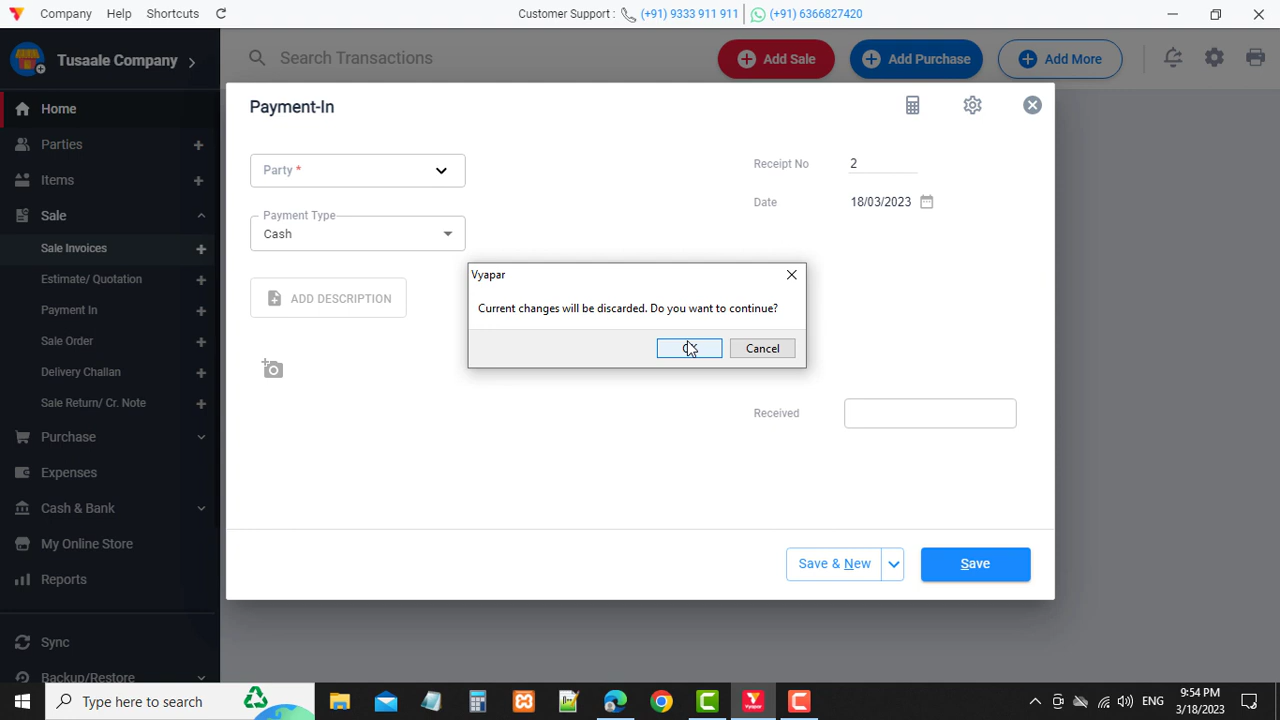 Company Help Shortcuts
Customer Support : (+91) 9333 911 911 (+91) 6366827420
Tusaale Company
Search Transactions
Add Sale
Add Purchase
Add More
Home
Parties
Items
Sale
Sale Invoices
Estimate/ Quotation
Payment In
Sale Order
Delivery Challan
Sale Return/ Cr. Note
Purchase
Expenses
Cash & Bank
My Online Store
Reports
Sync
Backup/Restore
Payment-In
Party *
Receipt No 2
Date 18/03/2023
Payment Type
Cash
ADD DESCRIPTION
Vyapar
Current changes will be discarded. Do you want to continue?
Cancel
Received
Save & New
Save
Type here to search
ENG
9:54 PM
3/18/2023